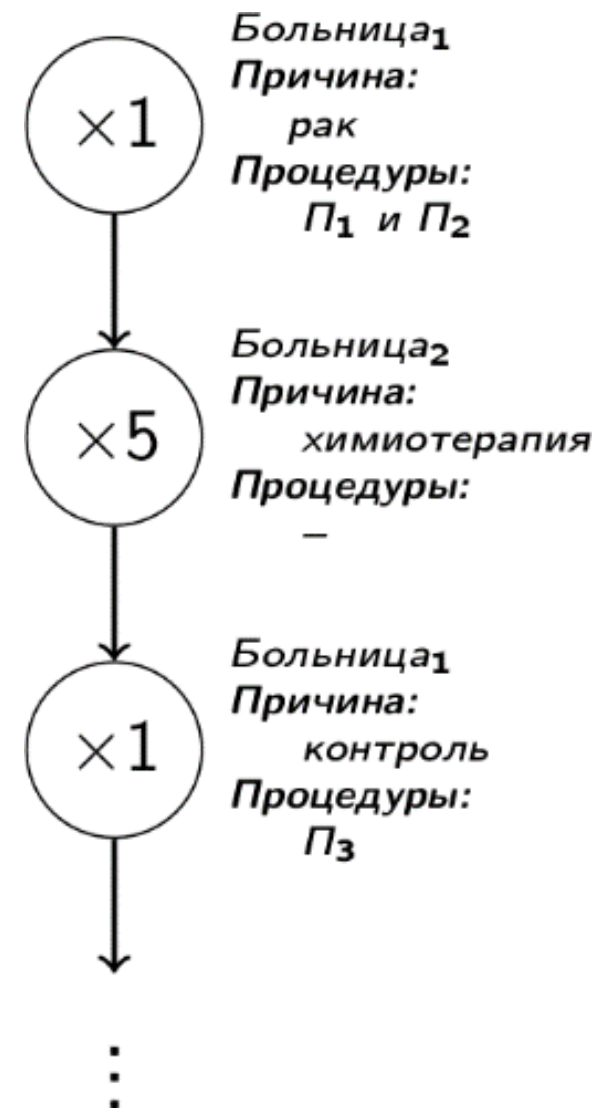 ×1
Больница₁
Причина:
рак
Процедуры:
П₁ и П₂
×5
Больница₂
Причина:
химиотерапия
Процедуры:
–
×1
Больница₁
Причина:
контроль
Процедуры:
П₃
⋮